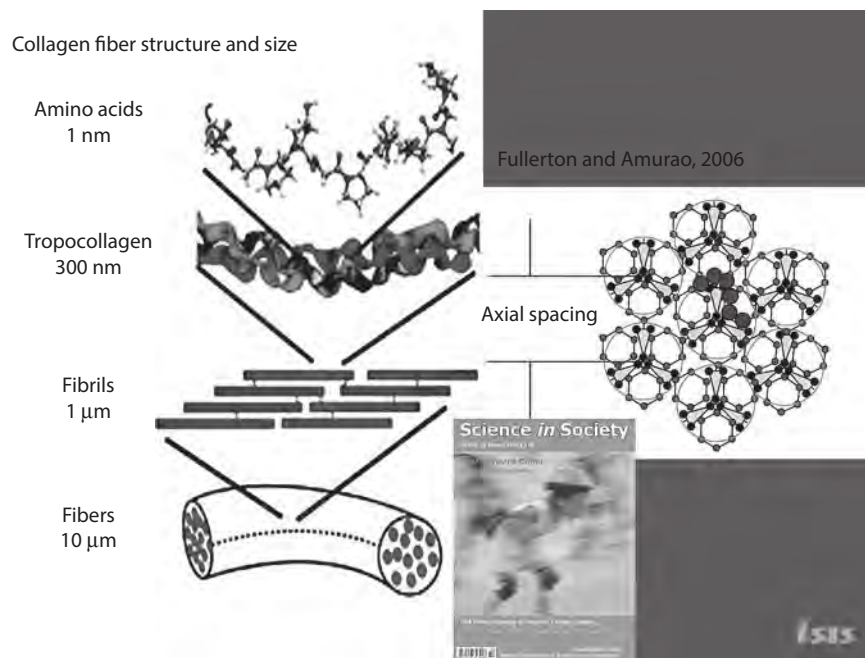 Collagen fiber structure and size
Amino acids
1 nm
Fullerton and Amurao, 2006
Tropocollagen
300 nm
Axial spacing
Fibrils
1 μm
Science in Society
Fibers
10 μm
isis